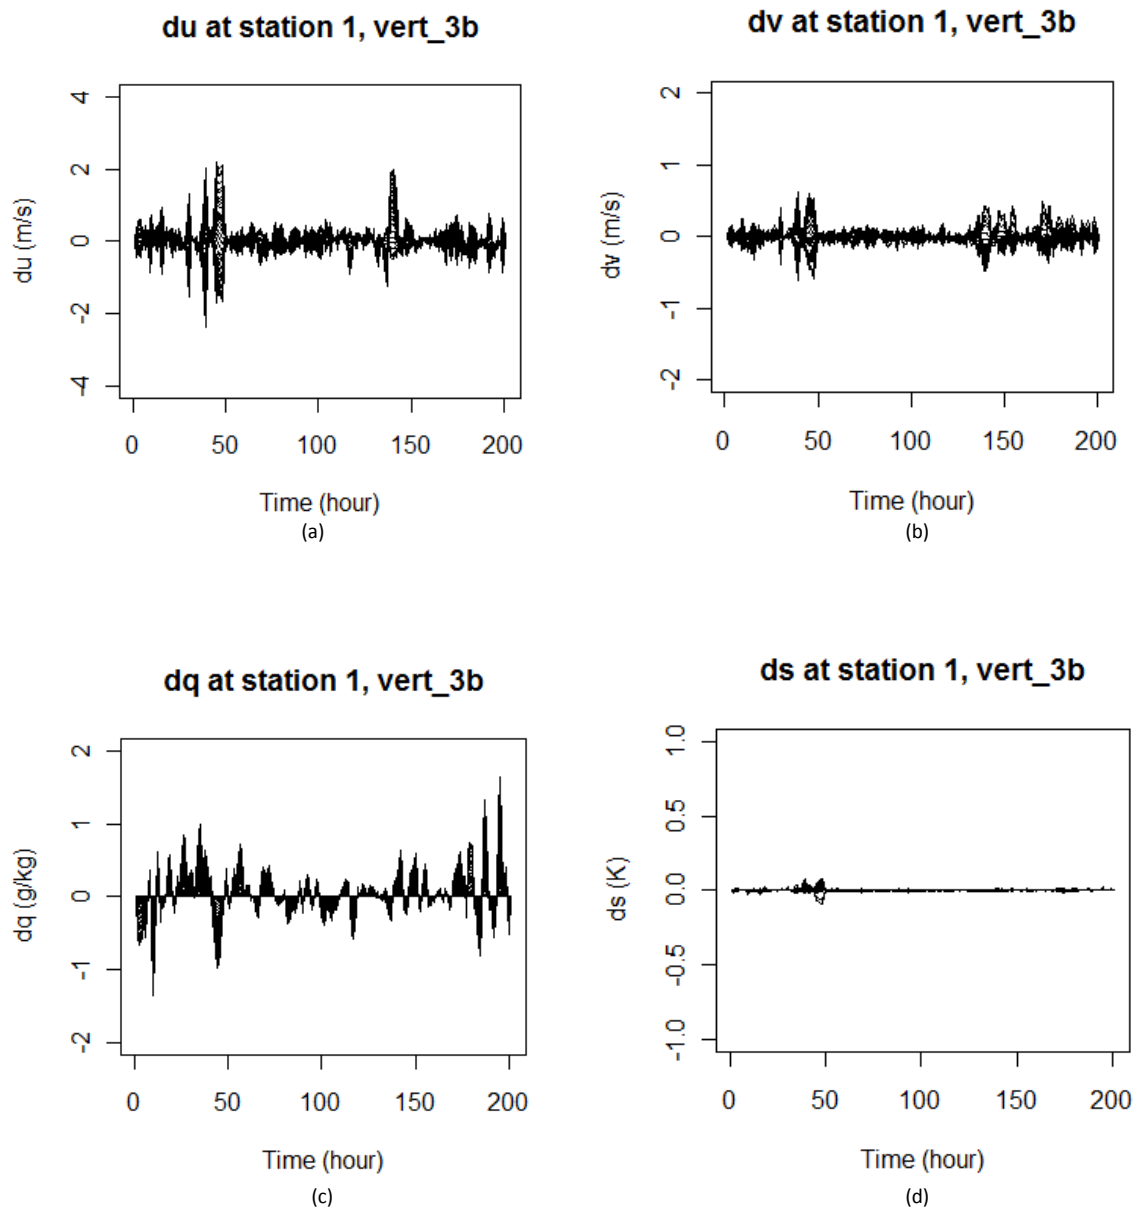 du at station 1, vert_3b
4
2
0
-2
-4
du (m/s)
0 50 100 150 200
Time (hour)
(a)
dv at station 1, vert_3b
2
1
0
-1
-2
dv (m/s)
0 50 100 150 200
Time (hour)
(b)
dq at station 1, vert_3b
2
1
0
-1
-2
dq (g/kg)
0 50 100 150 200
Time (hour)
(c)
ds at station 1, vert_3b
1.0
0.5
0.0
-0.5
-1.0
ds (K)
0 50 100 150 200
Time (hour)
(d)